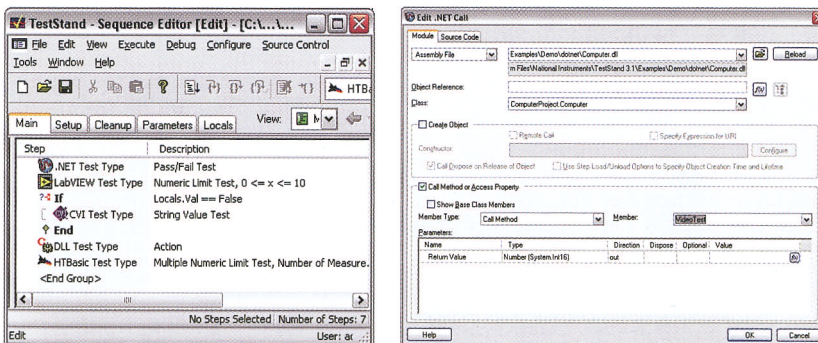 TestStand - Sequence Editor [Edit] - [C:\...\...
File Edit View Execute Debug Configure Source Control
Tools Window Help
HTBa
Main Setup Cleanup Parameters Locals View:
Step Description
.NET Test Type Pass/Fail Test
LabVIEW Test Type Numeric Limit Test, 0 <= x <= 10
If Locals.Val == False
CVI Test Type String Value Test
End
DLL Test Type Action
HTBasic Test Type Multiple Numeric Limit Test, Number of Measure.
<End Group>
No Steps Selected Number of Steps: 7
Edit User: ac
Edit .NET Call
Module Source Code
Assembly File Examples\Demo\dotnet\Computer.dll Reload
m Files\National Instruments\TestStand 3.1\Examples\Demo\dotnet\Computer.dll
Object Reference:
Class: ComputerProject.Computer
Create Object
Remote Call Specify Expression for URI
Constructor: Configure
Call Dispose on Release of Object Use Step Load/Unload Options to Specify Object Creation Time and Lifetime
Call Method or Access Property
Show Base Class Members
Member Type: Call Method Member: VideoTest
Parameters:
Name Type Direction Dispose Optional Value
Return Value Number (System.Int16) out
Help OK Cancel